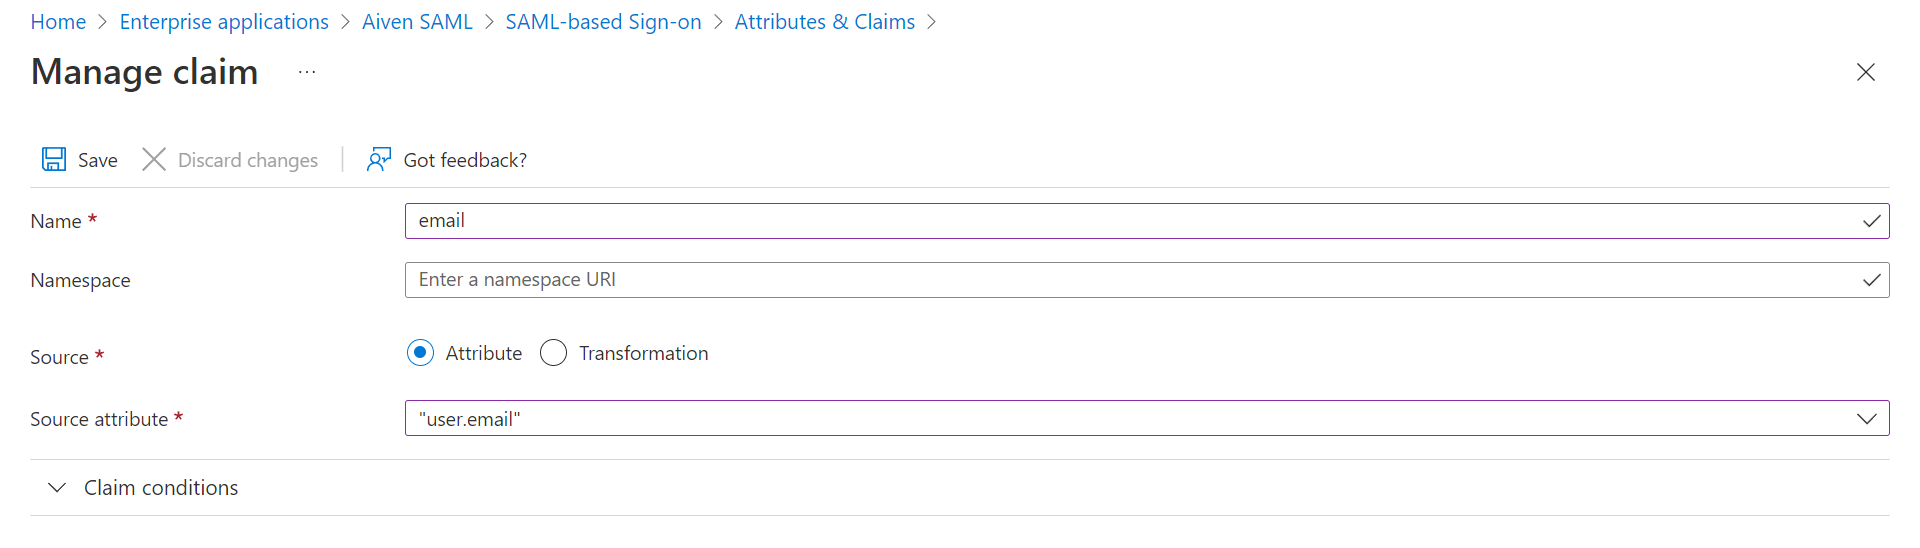 Home > Enterprise applications > Aiven SAML > SAML-based Sign-on > Attributes & Claims >
Manage claim ...
Save Discard changes | Got feedback?
Name * email
Namespace Enter a namespace URI
Source * Attribute Transformation
Source attribute * "user.email"
Claim conditions